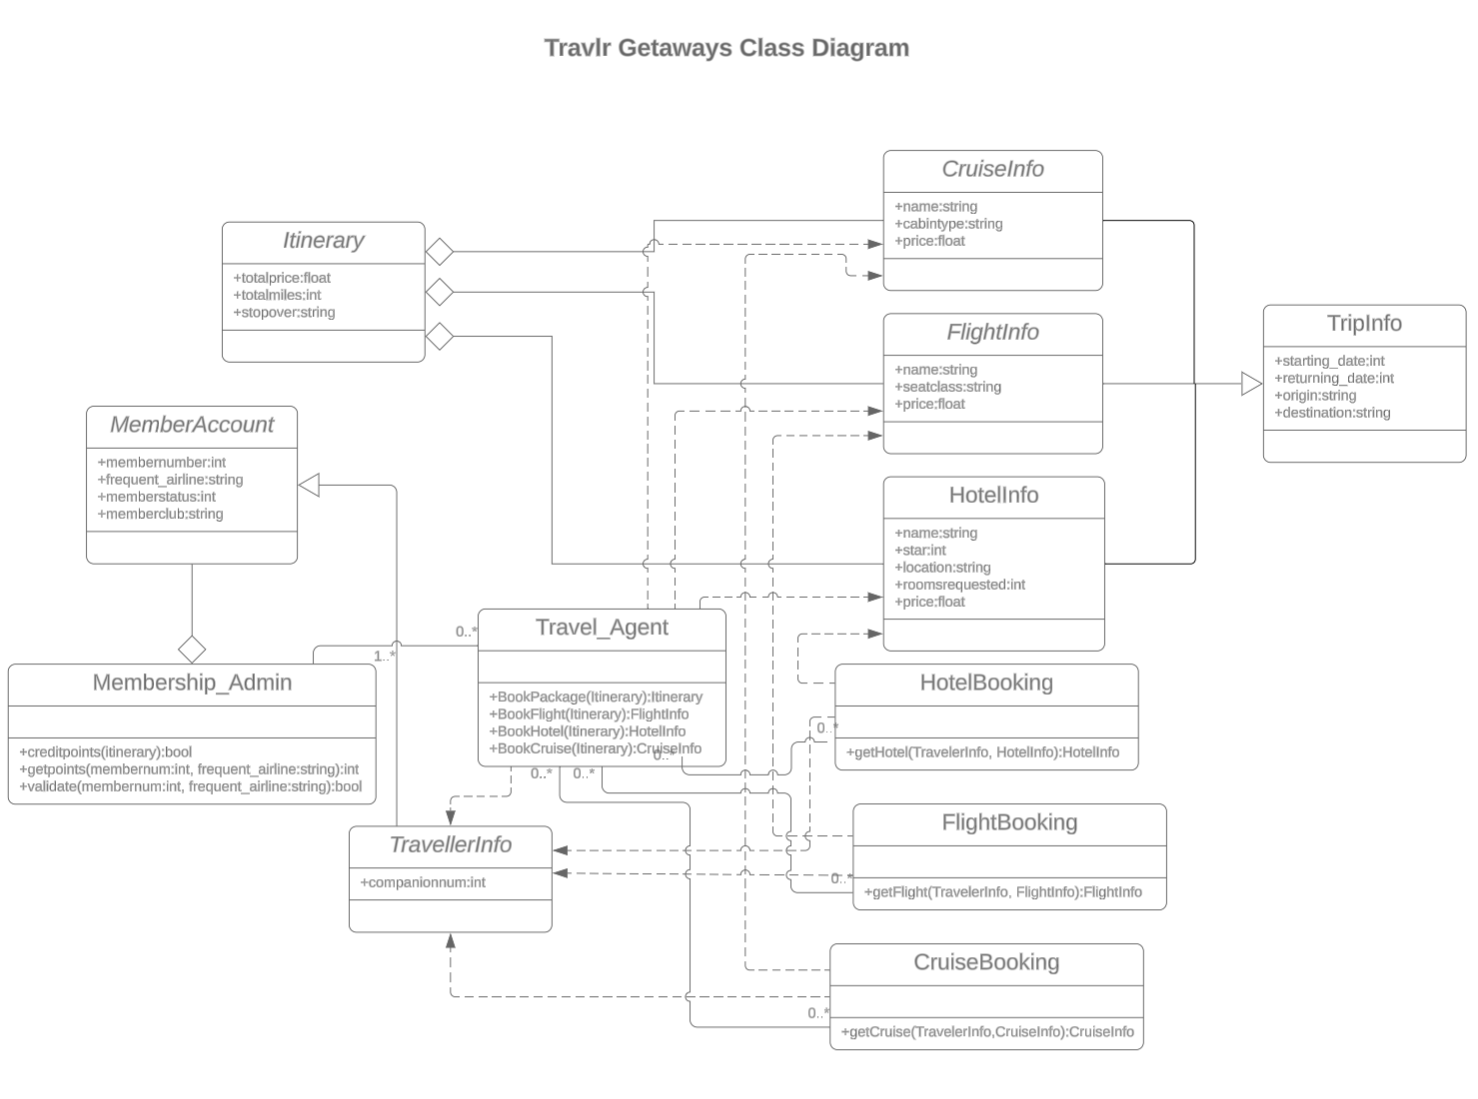 Travlr Getaways Class Diagram
CruiseInfo
+name:string
+cabintype:string
+price:float
Itinerary
+totalprice:float
+totalmiles:int
+stopover:string
FlightInfo
+name:string
+seatclass:string
+price:float
TripInfo
+starting_date:int
+returning_date:int
+origin:string
+destination:string
MemberAccount
+membernumber:int
+frequent_airline:string
+memberstatus:int
+memberclub:string
HotelInfo
+name:string
+star:int
+location:string
+roomsrequested:int
+price:float
0..*
1..*
Travel_Agent
+BookPackage(Itinerary):Itinerary
+BookFlight(Itinerary):FlightInfo
+BookHotel(Itinerary):HotelInfo
+BookCruise(Itinerary):CruiseInfo
0..*
0..*
0..*
Membership_Admin
+creditpoints(itinerary):bool
+getpoints(membernum:int, frequent_airline:string):int
+validate(membernum:int, frequent_airline:string):bool
HotelBooking
0..*
+getHotel(TravelerInfo, HotelInfo):HotelInfo
TravellerInfo
+companionnum:int
FlightBooking
0..*
+getFlight(TravelerInfo, FlightInfo):FlightInfo
CruiseBooking
0..*
+getCruise(TravelerInfo,CruiseInfo):CruiseInfo